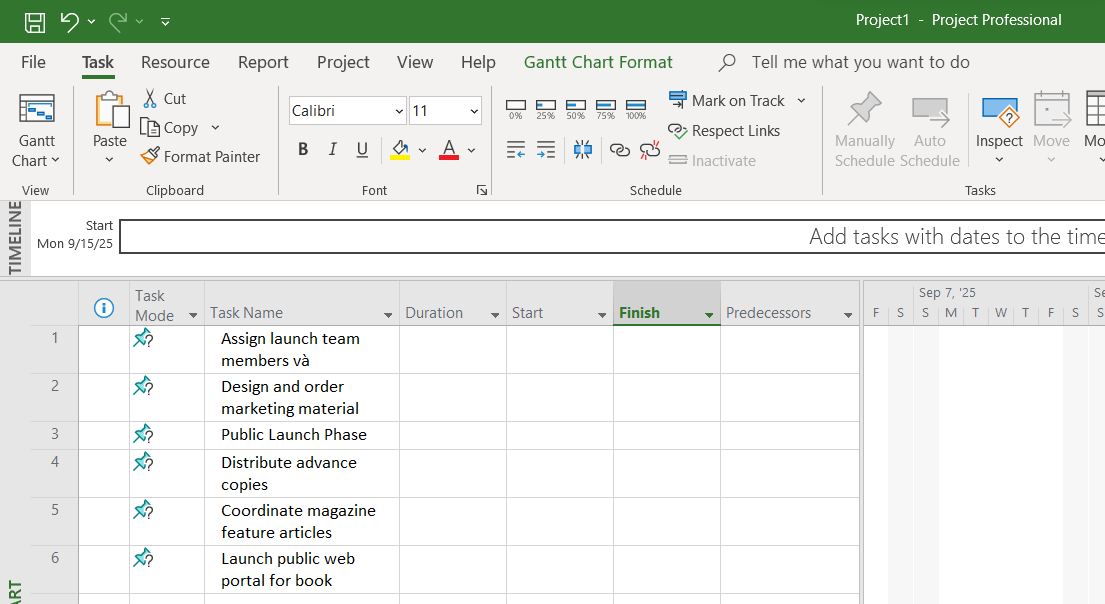 Project1 - Project Professional
File Task Resource Report Project View Help Gantt Chart Format Tell me what you want to do
Gantt
Chart
View
Paste
Cut
Copy
Format Painter
Clipboard
Calibri 11
B I U A
Font
0% 25% 50% 75% 100%
Mark on Track
Respect Links
Inactivate
Schedule
Manually
Schedule
Auto
Schedule
Inspect
Move
Tasks
TIMELINE
Start
Mon 9/15/25
Add tasks with dates to the time
Task
Mode
Task Name Duration Start Finish Predecessors
Sep 7, '25
F S S M T W T F S S
1 Assign launch team
members và
2 Design and order
marketing material
3 Public Launch Phase
4 Distribute advance
copies
5 Coordinate magazine
feature articles
6 Launch public web
portal for book